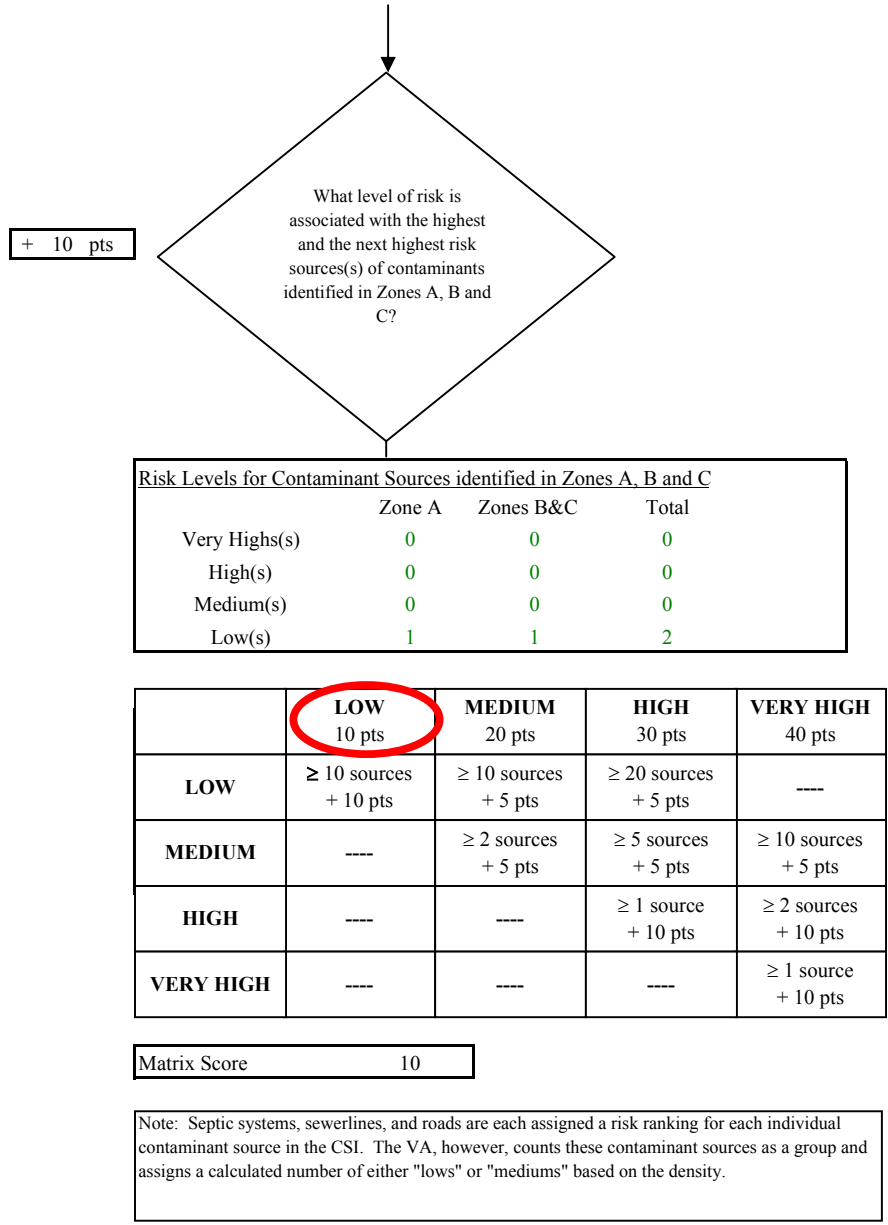 What level of risk is
associated with the highest
and the next highest risk
sources(s) of contaminants
identified in Zones A, B and
C?
+ 10 pts
Risk Levels for Contaminant Sources identified in Zones A, B and C
Zone A Zones B&C Total
Very Highs(s) 0 0 0
High(s) 0 0 0
Medium(s) 0 0 0
Low(s) 1 1 2
LOW MEDIUM HIGH VERY HIGH
10 pts 20 pts 30 pts 40 pts
LOW
≥ 10 sources ≥ 10 sources ≥ 20 sources ----
+ 10 pts + 5 pts + 5 pts
MEDIUM
---- ≥ 2 sources ≥ 5 sources ≥ 10 sources
+ 5 pts + 5 pts + 5 pts
HIGH
---- ---- ≥ 1 source ≥ 2 sources
+ 10 pts + 10 pts
VERY HIGH
---- ---- ---- ≥ 1 source
+ 10 pts
Matrix Score 10
Note: Septic systems, sewerlines, and roads are each assigned a risk ranking for each individual
contaminant source in the CSI. The VA, however, counts these contaminant sources as a group and
assigns a calculated number of either "lows" or "mediums" based on the density.